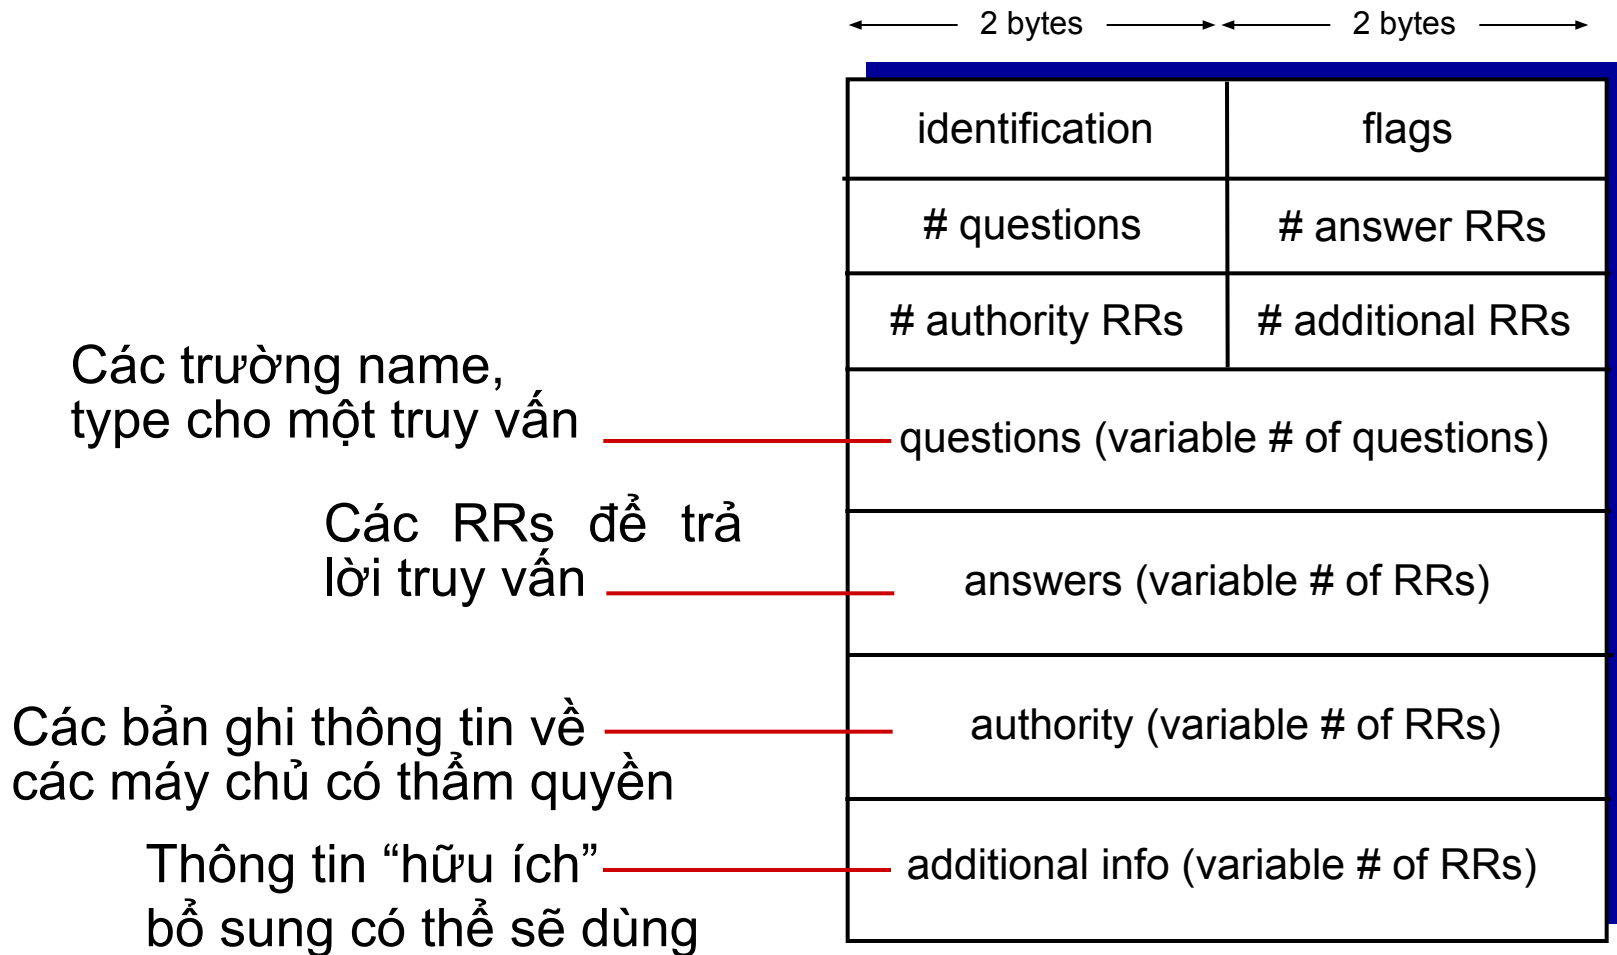 2 bytes 2 bytes
identification flags
# questions # answer RRs
# authority RRs # additional RRs
Các trường name,
type cho một truy vấn
questions (variable # of questions)
Các RRs để trả
lời truy vấn
answers (variable # of RRs)
Các bản ghi thông tin về
các máy chủ có thẩm quyền
authority (variable # of RRs)
Thông tin “hữu ích”
bổ sung có thể sẽ dùng
additional info (variable # of RRs)